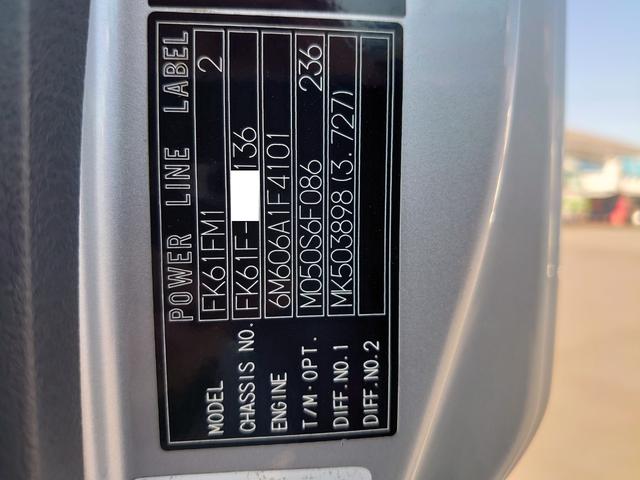 POWER LINE LABEL
MODEL FK61FM1 2
CHASSIS NO. FK61F- 136
ENGINE 6M606A1F4101
T/M·OPT. M050S6F086 236
DIFF.NO.1 MK503898(3.727)
DIFF.NO.2